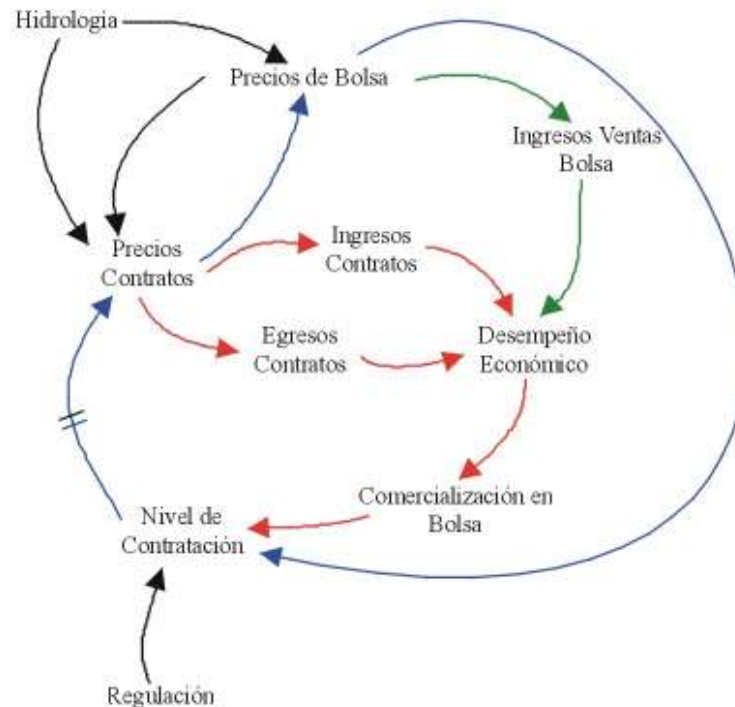 Hidrologia
Precios de Bolsa
Ingresos Ventas
Bolsa
Precios
Contratos
Ingresos
Contratos
Egresos
Contratos
Desempeño
Económico
Comercialización en
Bolsa
Nivel de
Contratación
Regulación